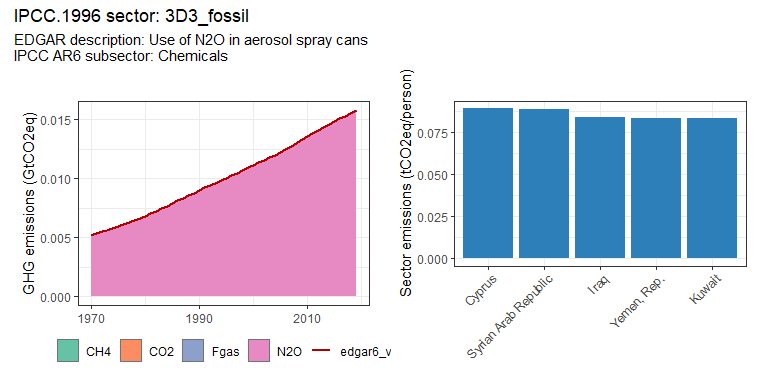 IPCC.1996 sector: 3D3_fossil
EDGAR description: Use of N2O in aerosol spray cans
IPCC AR6 subsector: Chemicals
GHG emissions (GtCO2eq)
0.015
0.010
0.005
0.000
1970
1990
2010
CH4
CO2
Fgas
N2O
edgar6_v
Sector emissions (tCO2eq/person)
0.075
0.050
0.025
0.000
Cyprus
Syrian Arab Republic
Iraq
Yemen, Rep.
Kuwait